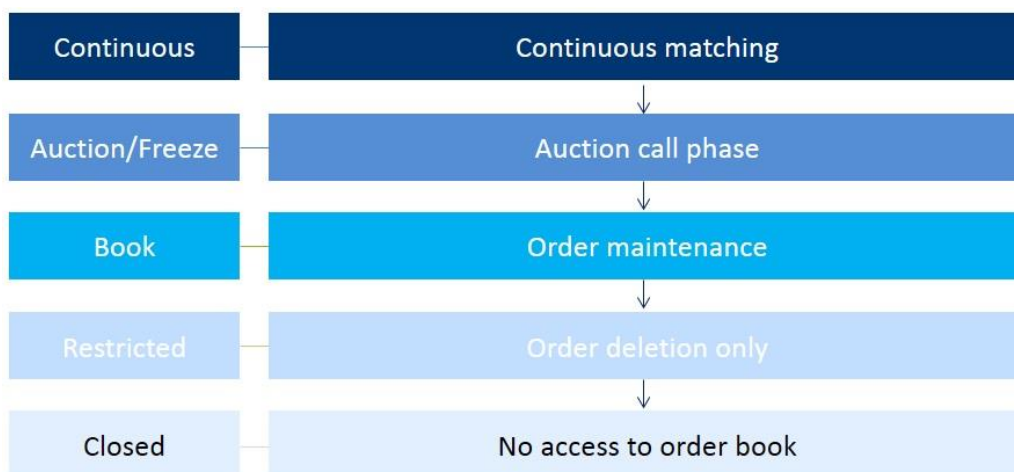 Continuous
Continuous matching
Auction/Freeze
Auction call phase
Book
Order maintenance
Restricted
Order deletion only
Closed
No access to order book